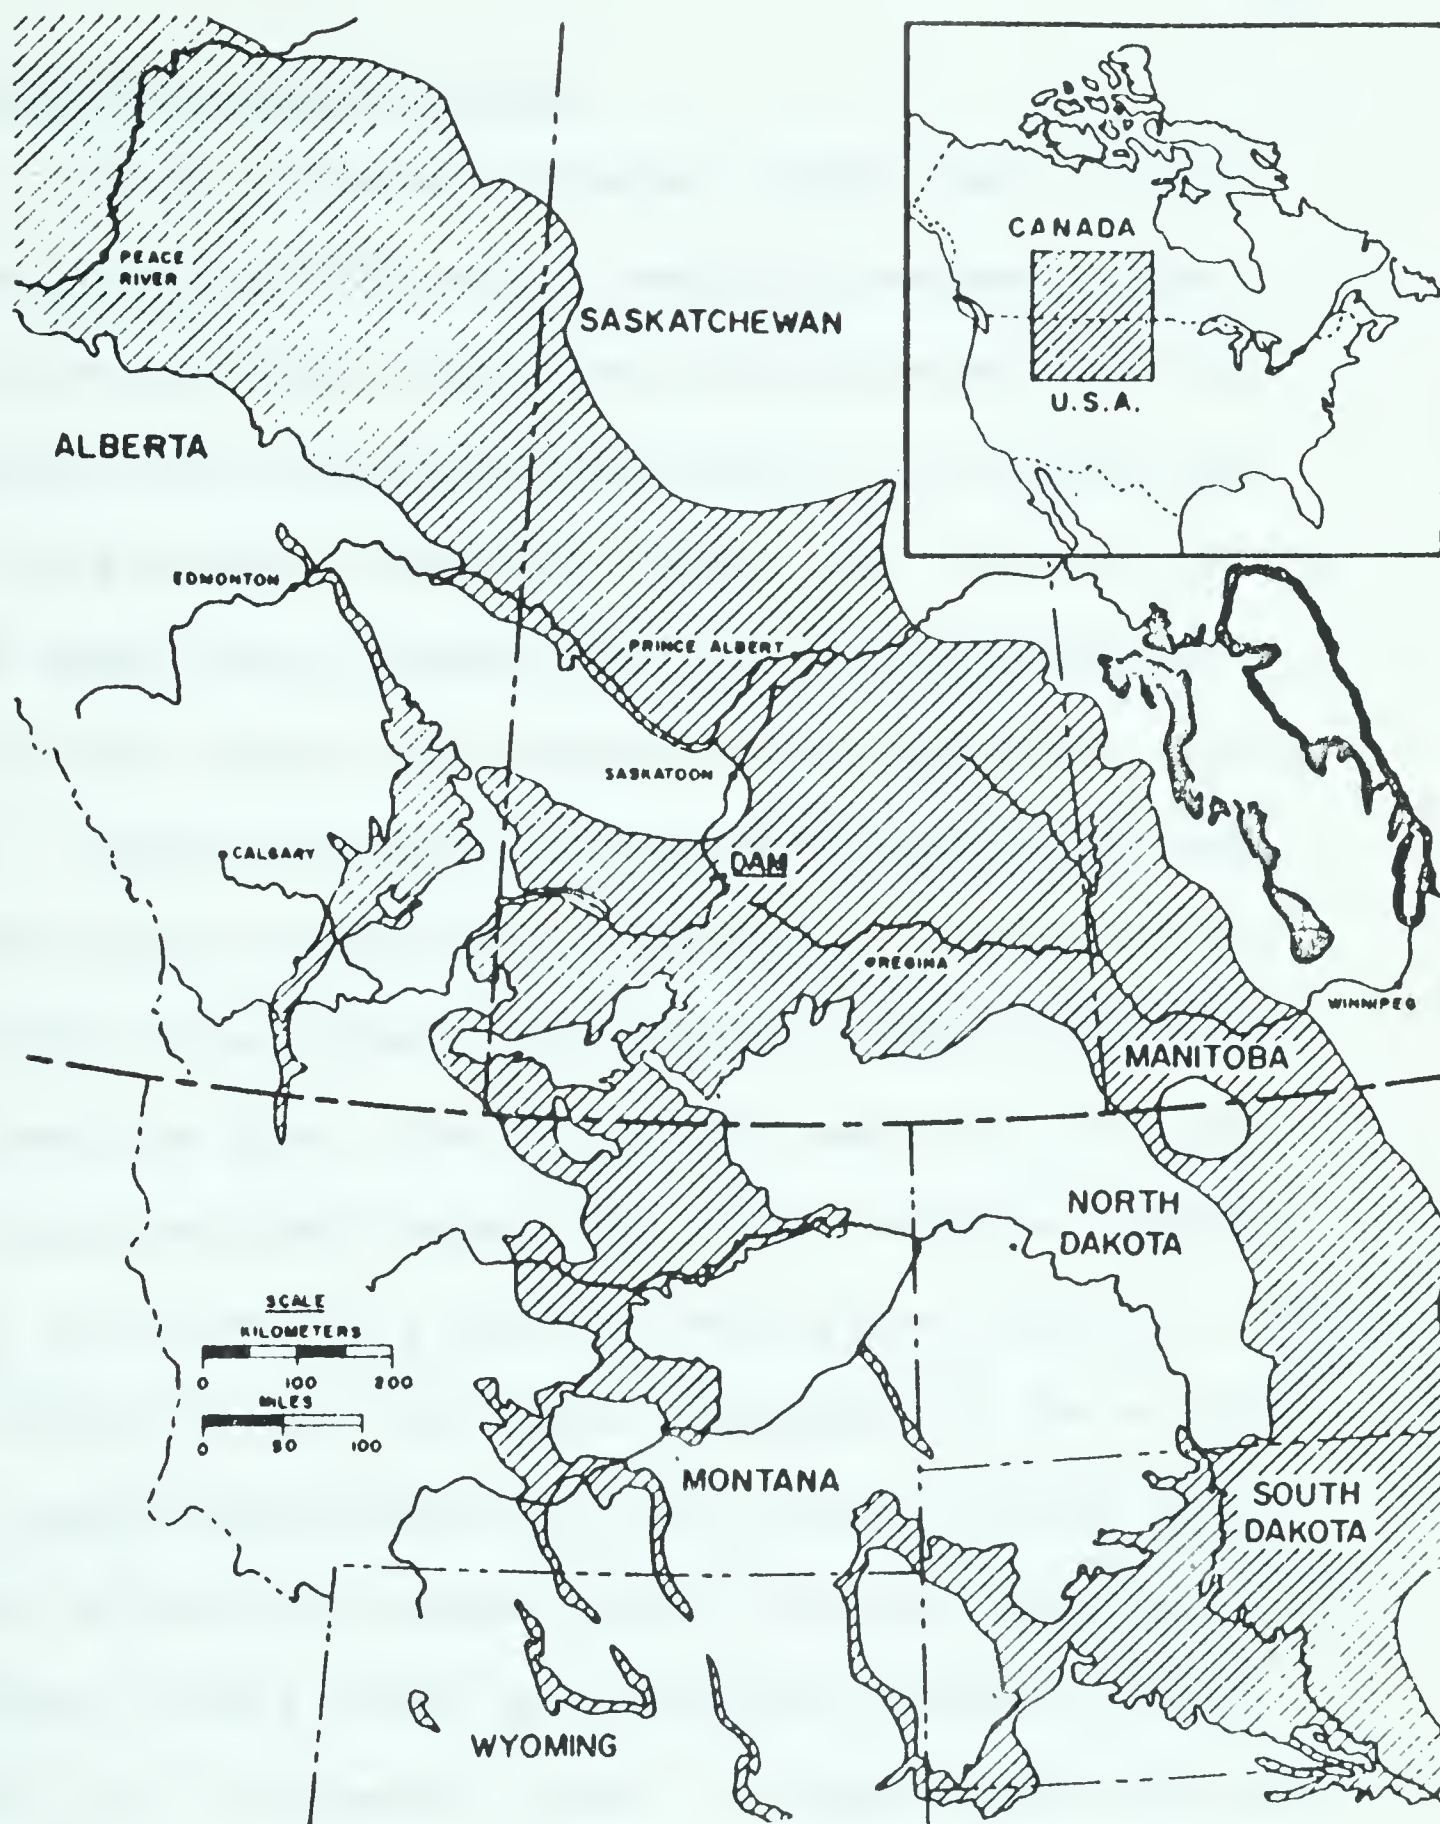 CANADA
U.S.A.
PEACE
RIVER
SASKATCHEWAN
ALBERTA
EDMONTON
PRINCE ALBERT
SASKATOON
CALGARY
DAM
REGINA
WINNIPEG
MANITOBA
NORTH
DAKOTA
SCALE
KILOMETERS
0 100 200
MILES
0 50 100
MONTANA
SOUTH
DAKOTA
WYOMING